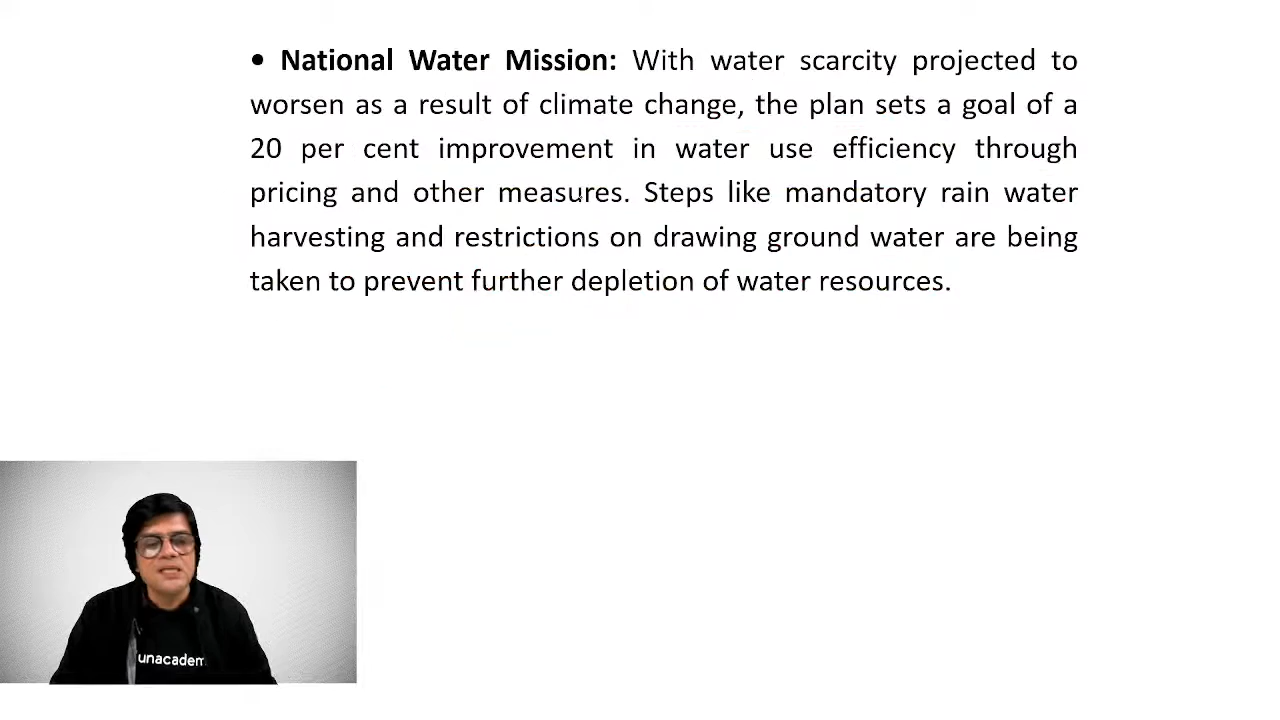 • National Water Mission: With water scarcity projected to
worsen as a result of climate change, the plan sets a goal of a
20 per cent improvement in water use efficiency through
pricing and other measures. Steps like mandatory rain water
harvesting and restrictions on drawing ground water are being
taken to prevent further depletion of water resources.
unacadem